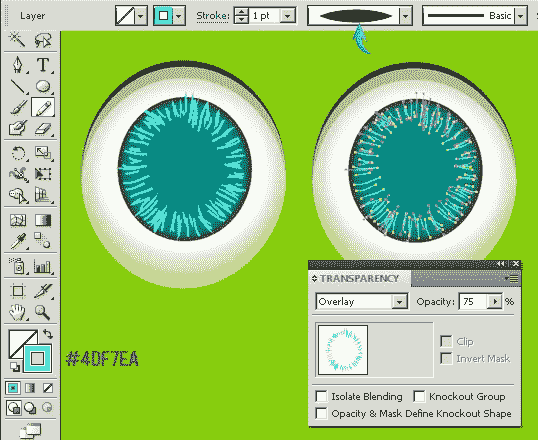 Layer Stroke: 1 pt Basic
T
#4DF7EA
TRANSPARENCY
Overlay Opacity: 75 %
Clip
Invert Mask
Isolate Blending Knockout Group
Opacity & Mask Define Knockout Shape